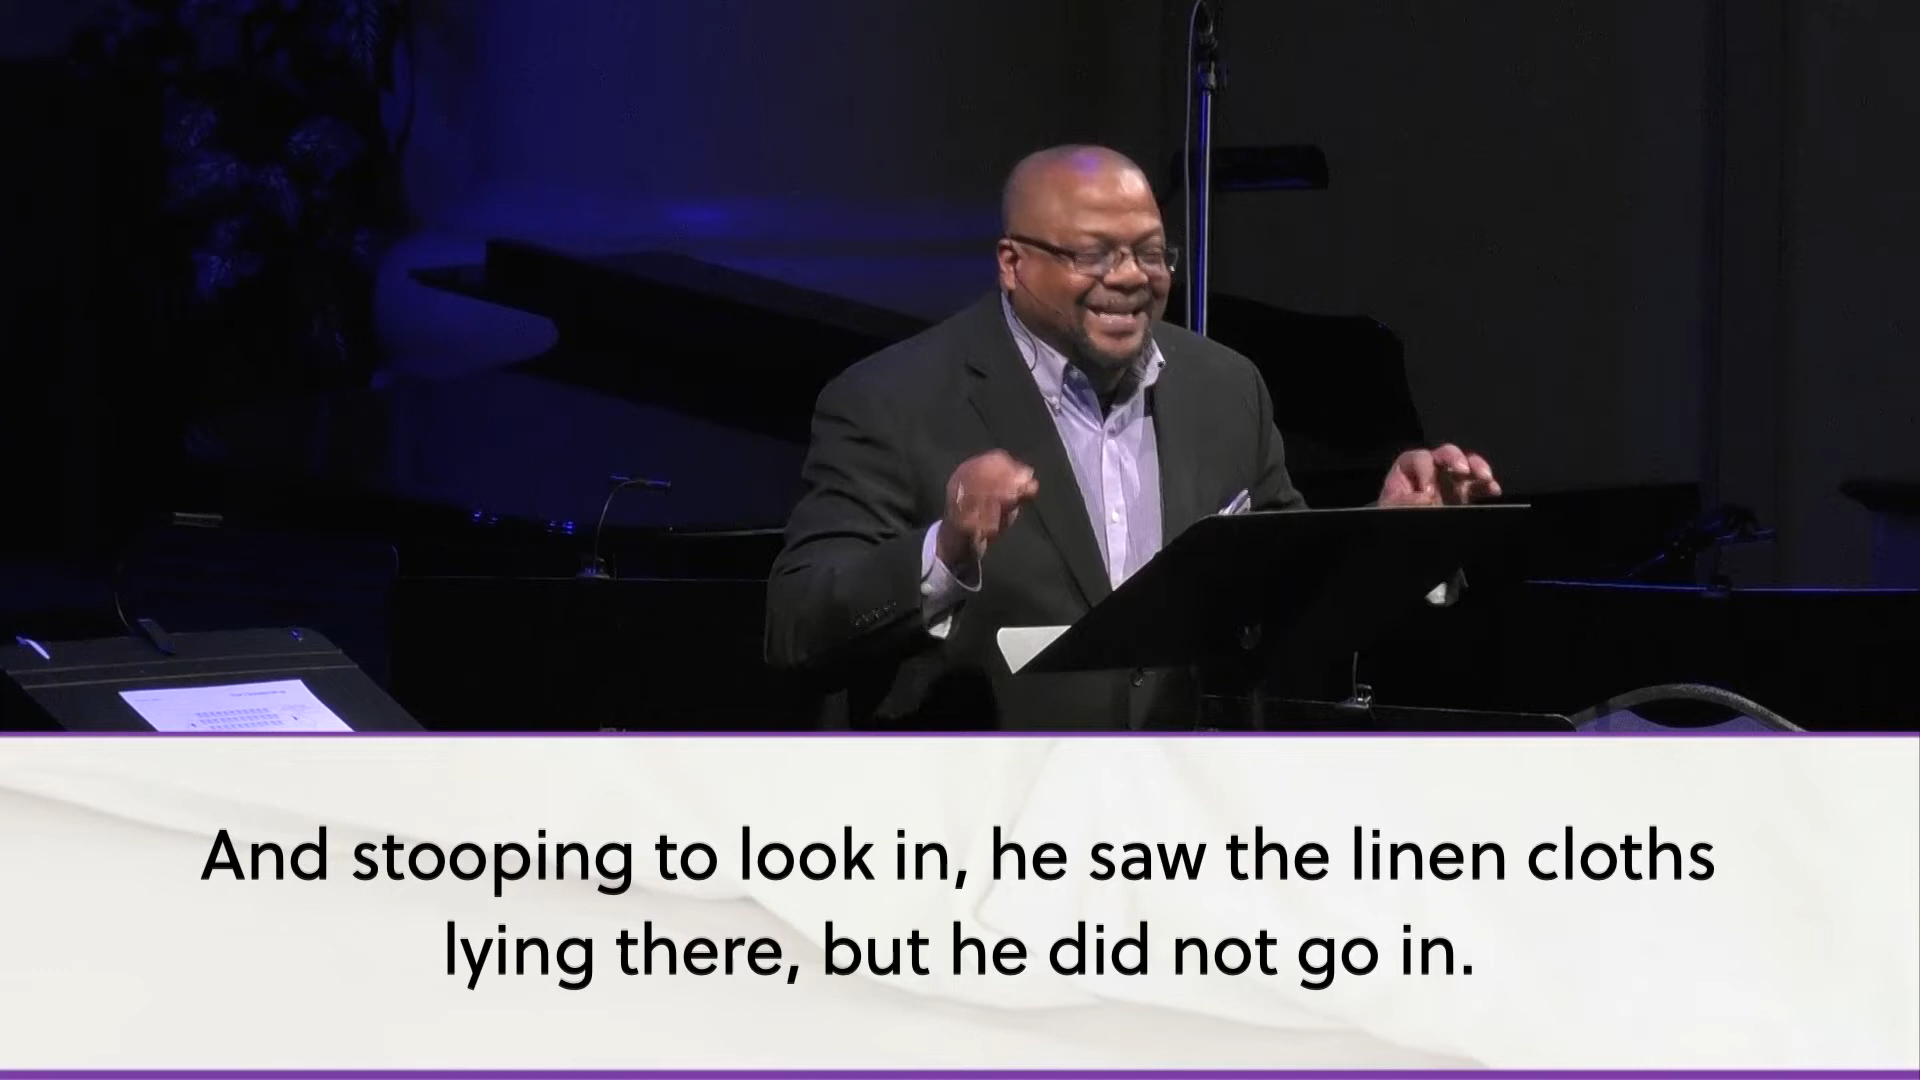 And stooping to look in, he saw the linen cloths
lying there, but he did not go in.